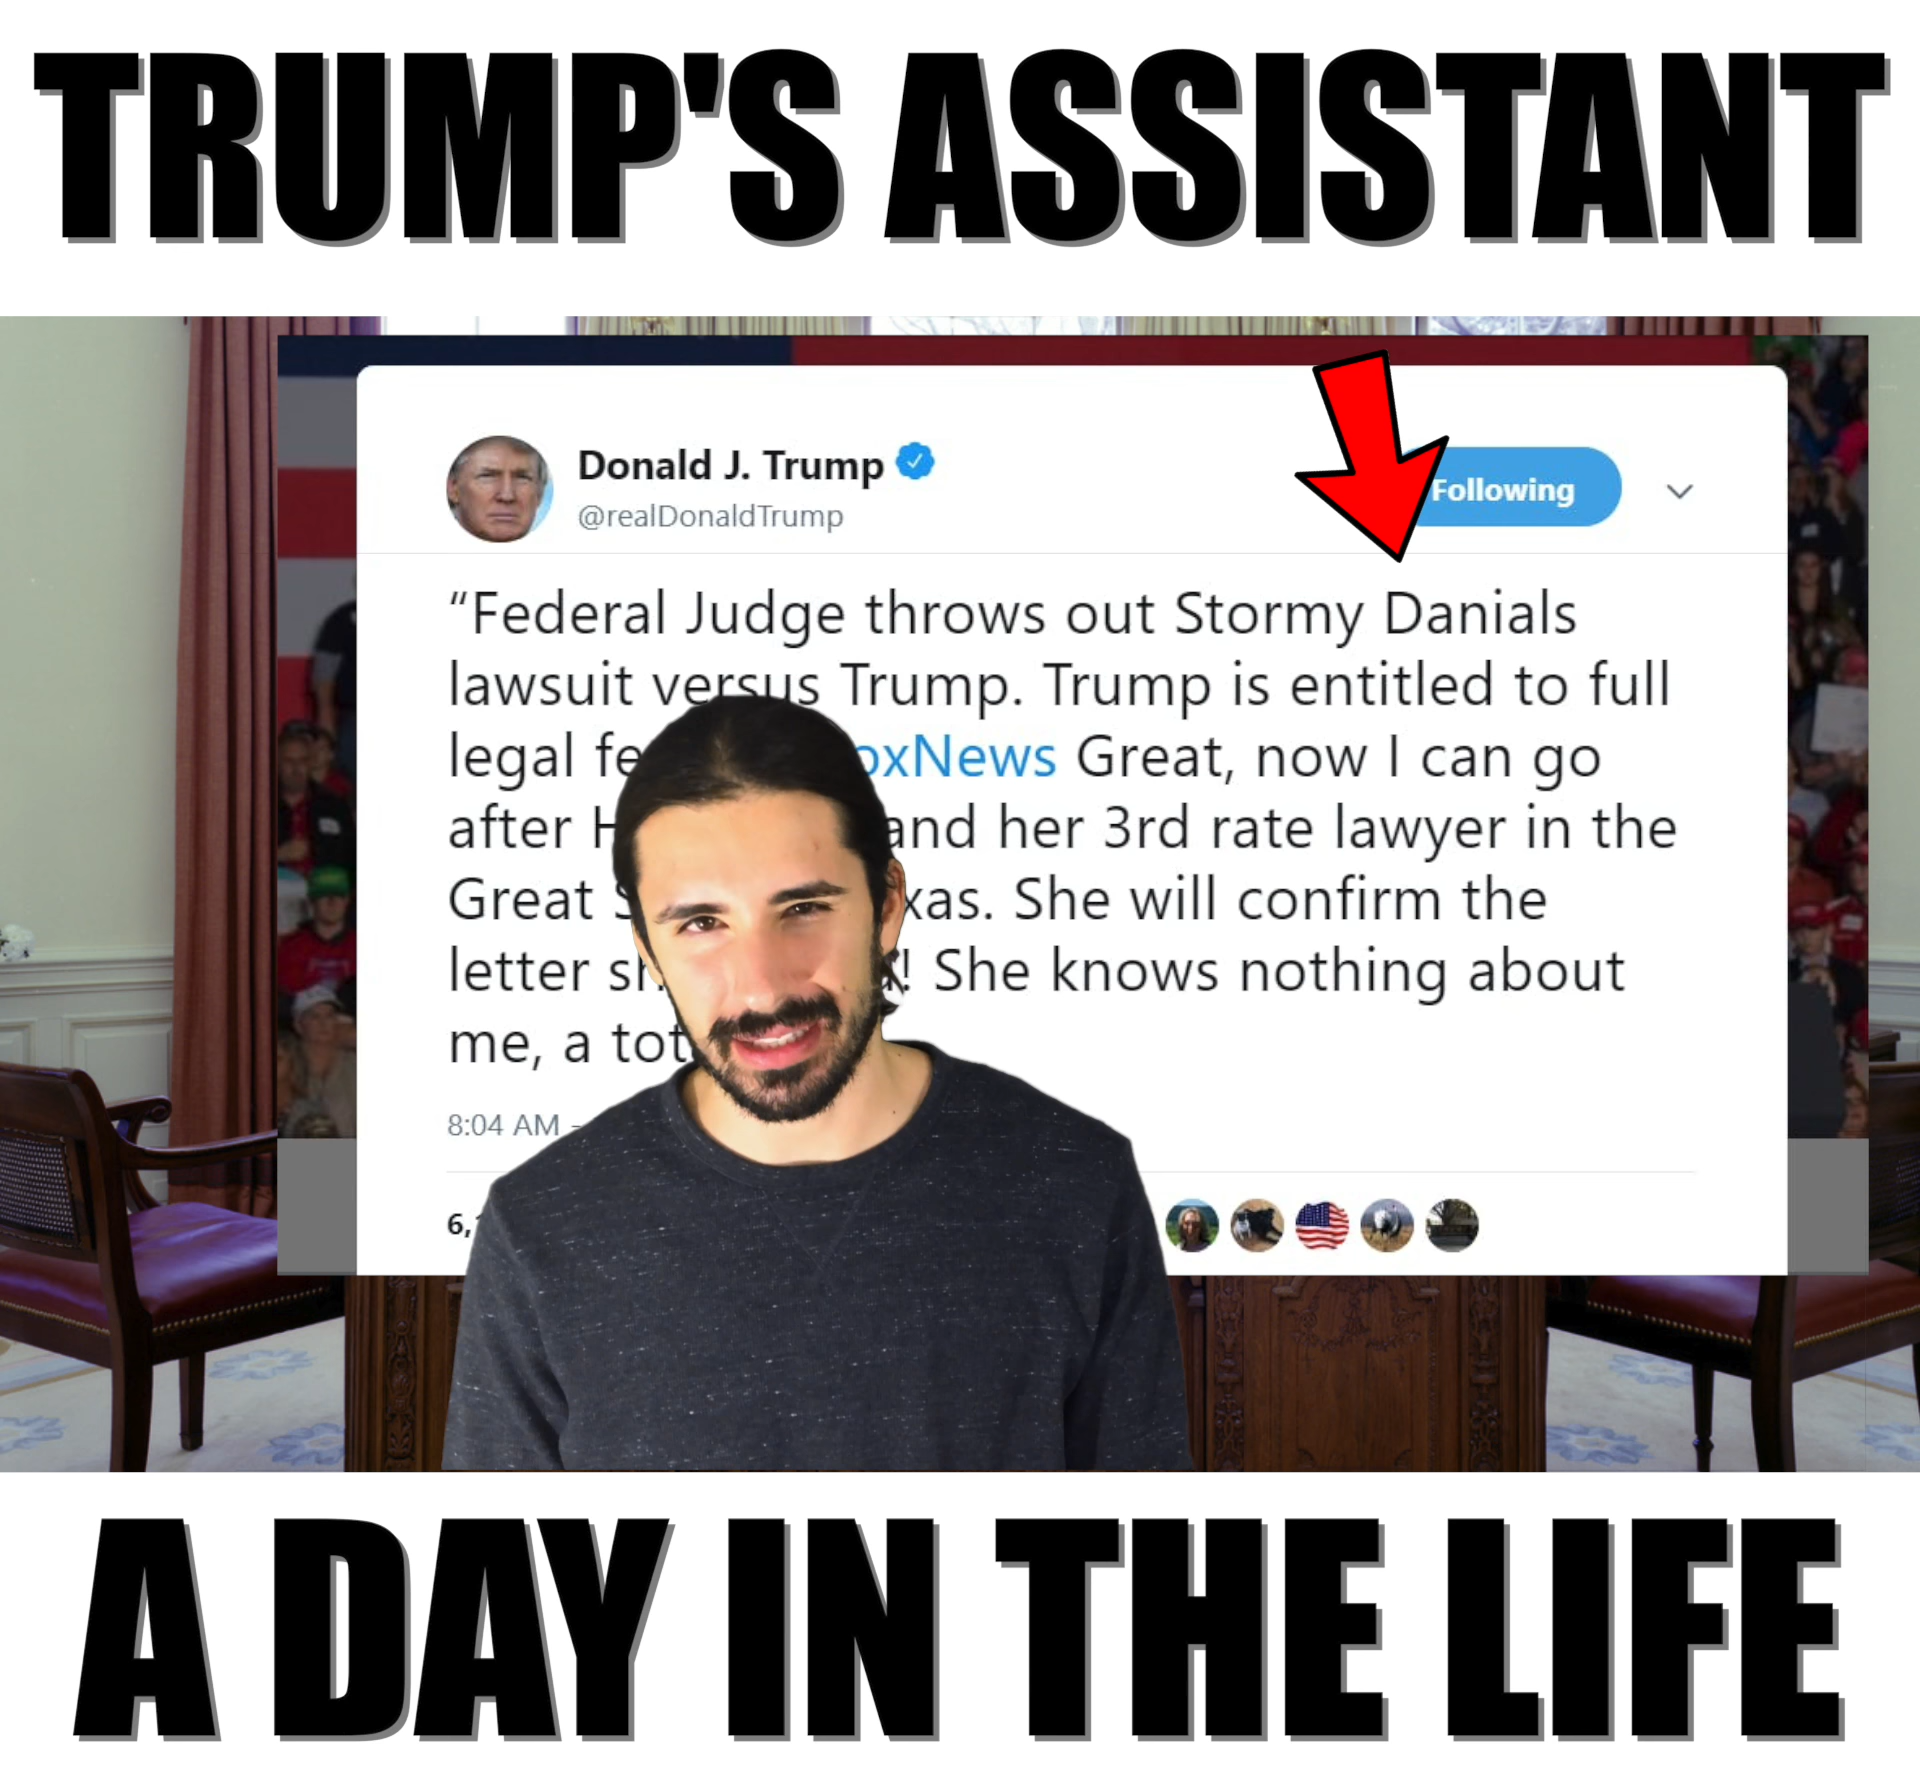 TRUMP'S ASSISTANT
Donald J. Trump
@realDonaldTrump
Following
“Federal Judge throws out Stormy Danials
lawsuit versus Trump. Trump is entitled to full
legal oxNews Great, now I can go
after and her 3rd rate lawyer in the
Great xas. She will confirm the
letter ! She knows nothing about
me, a
8:04 AM -
6,
A DAY IN THE LIFE